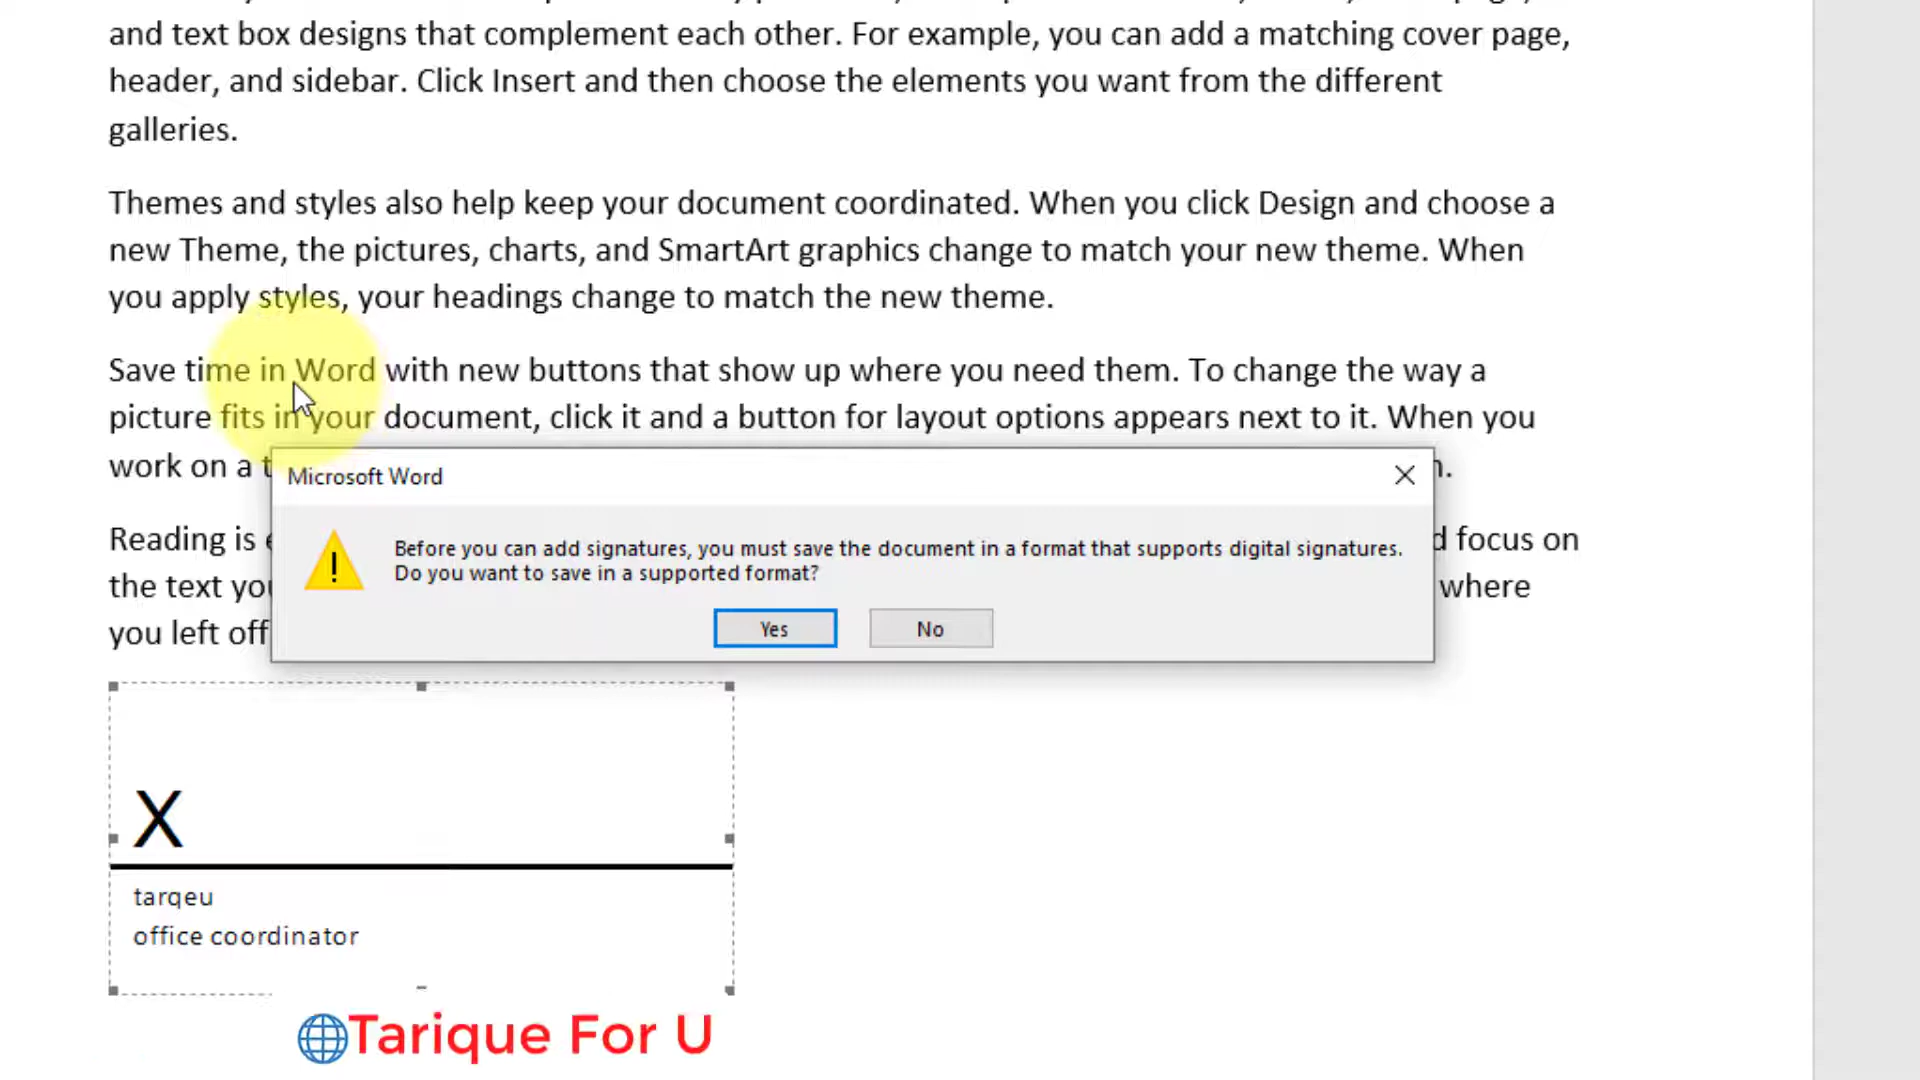 and text box designs that complement each other. For example, you can add a matching cover page,
header, and sidebar. Click Insert and then choose the elements you want from the different
galleries.
Themes and styles also help keep your document coordinated. When you click Design and choose a
new Theme, the pictures, charts, and SmartArt graphics change to match your new theme. When
you apply styles, your headings change to match the new theme.
Save time in Word with new buttons that show up where you need them. To change the way a
picture fits in your document, click it and a button for layout options appears next to it. When you
work on a
Microsoft Word
Reading is
Before you can add signatures, you must save the document in a format that supports digital signatures.
focus on
Do you want to save in a supported format?
the text
where
you left off
Yes
No
X
tarqeu
office coordinator
Tarique For U